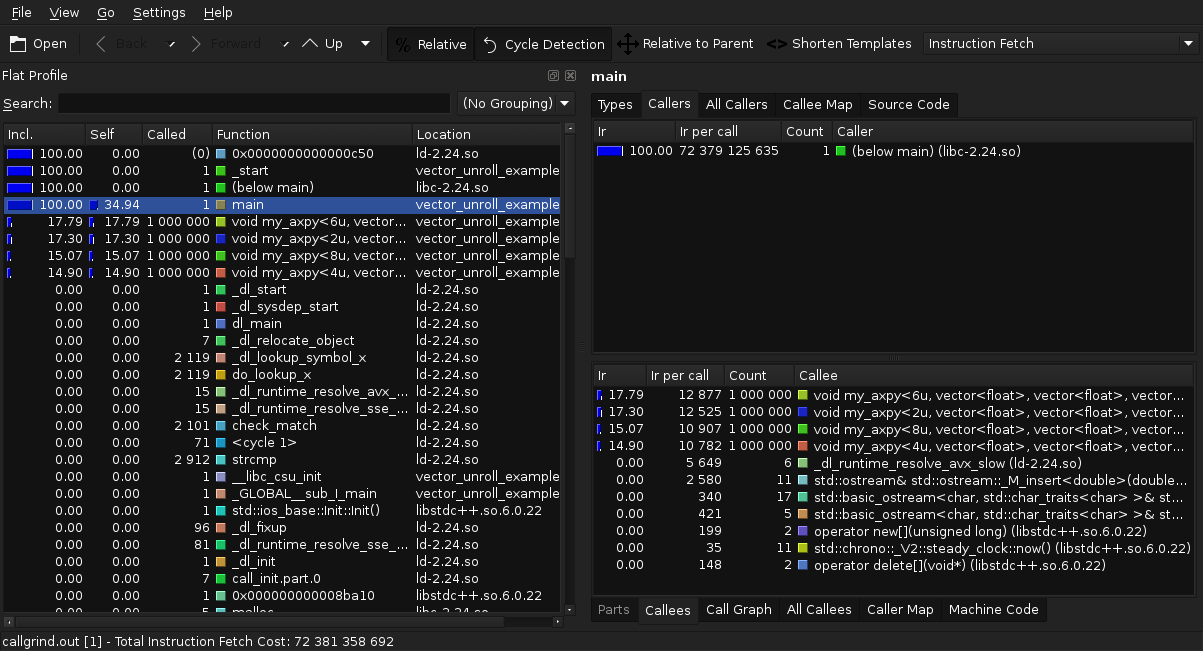 File View Go Settings Help
Open Back Forward Up % Relative Cycle Detection Relative to Parent <> Shorten Templates Instruction Fetch
Flat Profile
Search: (No Grouping)
Incl. Self Called Function Location
100.00 0.00 (0) 0x0000000000000c50 ld-2.24.so
100.00 0.00 1 _start vector_unroll_example
100.00 0.00 1 (below main) libc-2.24.so
100.00 34.94 1 main vector_unroll_example
17.79 17.79 1 000 000 void my_axpy<6u, vector... vector_unroll_example
17.30 17.30 1 000 000 void my_axpy<2u, vector... vector_unroll_example
15.07 15.07 1 000 000 void my_axpy<8u, vector... vector_unroll_example
14.90 14.90 1 000 000 void my_axpy<4u, vector... vector_unroll_example
0.00 0.00 1 _dl_start ld-2.24.so
0.00 0.00 1 _dl_sysdep_start ld-2.24.so
0.00 0.00 1 dl_main ld-2.24.so
0.00 0.00 7 _dl_relocate_object ld-2.24.so
0.00 0.00 2 119 _dl_lookup_symbol_x ld-2.24.so
0.00 0.00 2 119 do_lookup_x ld-2.24.so
0.00 0.00 15 _dl_runtime_resolve_avx_... ld-2.24.so
0.00 0.00 15 _dl_runtime_resolve_sse_... ld-2.24.so
0.00 0.00 2 101 check_match ld-2.24.so
0.00 0.00 71 <cycle 1> ld-2.24.so
0.00 0.00 2 912 strcmp ld-2.24.so
0.00 0.00 1 __libc_csu_init vector_unroll_example
0.00 0.00 1 _GLOBAL__sub_I_main vector_unroll_example
0.00 0.00 1 std::ios_base::Init::Init() libstdc++.so.6.0.22
0.00 0.00 96 _dl_fixup ld-2.24.so
0.00 0.00 81 _dl_runtime_resolve_sse_... ld-2.24.so
0.00 0.00 1 _dl_init ld-2.24.so
0.00 0.00 7 call_init.part.0 ld-2.24.so
0.00 0.00 1 0x000000000008ba10 libstdc++.so.6.0.22
0.00 0.00 5 malloc libc-2.24.so
main
Types Callers All Callers Callee Map Source Code
Ir Ir per call Count Caller
100.00 72 379 125 635 1 (below main) (libc-2.24.so)
Ir Ir per call Count Callee
17.79 12 877 1 000 000 void my_axpy<6u, vector<float>, vector<float>, vector...
17.30 12 525 1 000 000 void my_axpy<2u, vector<float>, vector<float>, vector...
15.07 10 907 1 000 000 void my_axpy<8u, vector<float>, vector<float>, vector...
14.90 10 782 1 000 000 void my_axpy<4u, vector<float>, vector<float>, vector...
0.00 5 649 6 _dl_runtime_resolve_avx_slow (ld-2.24.so)
0.00 2 580 11 std::ostream& std::ostream::_M_insert<double>(double...
0.00 340 17 std::basic_ostream<char, std::char_traits<char> >& st...
0.00 421 5 std::basic_ostream<char, std::char_traits<char> >& st...
0.00 199 2 operator new[](unsigned long) (libstdc++.so.6.0.22)
0.00 35 11 std::chrono::_V2::steady_clock::now() (libstdc++.so.6.0.22)
0.00 148 2 operator delete[](void*) (libstdc++.so.6.0.22)
Parts Callees Call Graph All Callees Caller Map Machine Code
callgrind.out [1] - Total Instruction Fetch Cost: 72 381 358 692